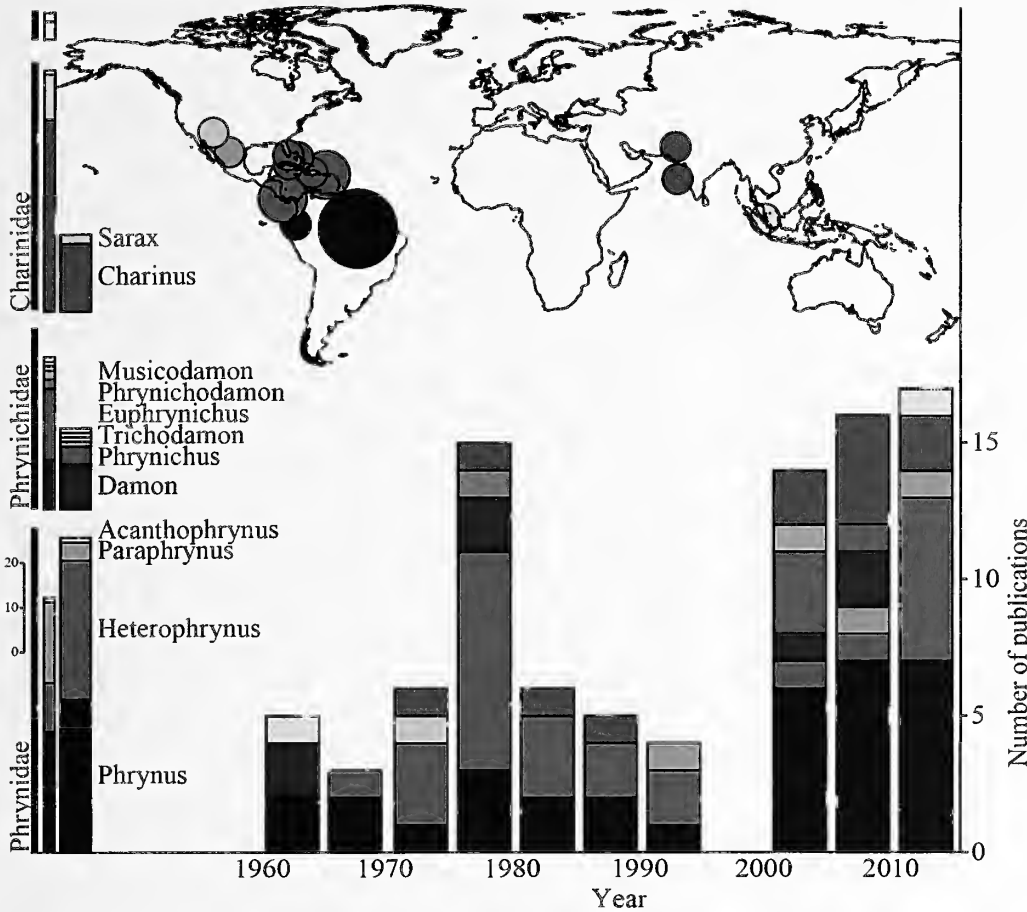 Charinidae
Sarax
Charinus
Phrynichidae
Musicodamon
Phrynichodamon
Euphrynichus
Trichodamon
Phrynichus
Damon
Phrynidae
Acanthophrynus
Paraphrynus
Heterophrynus
Phrynus
20
10
0
15
10
5
0
Number of publications
1960
1970
1980
1990
2000
2010
Year